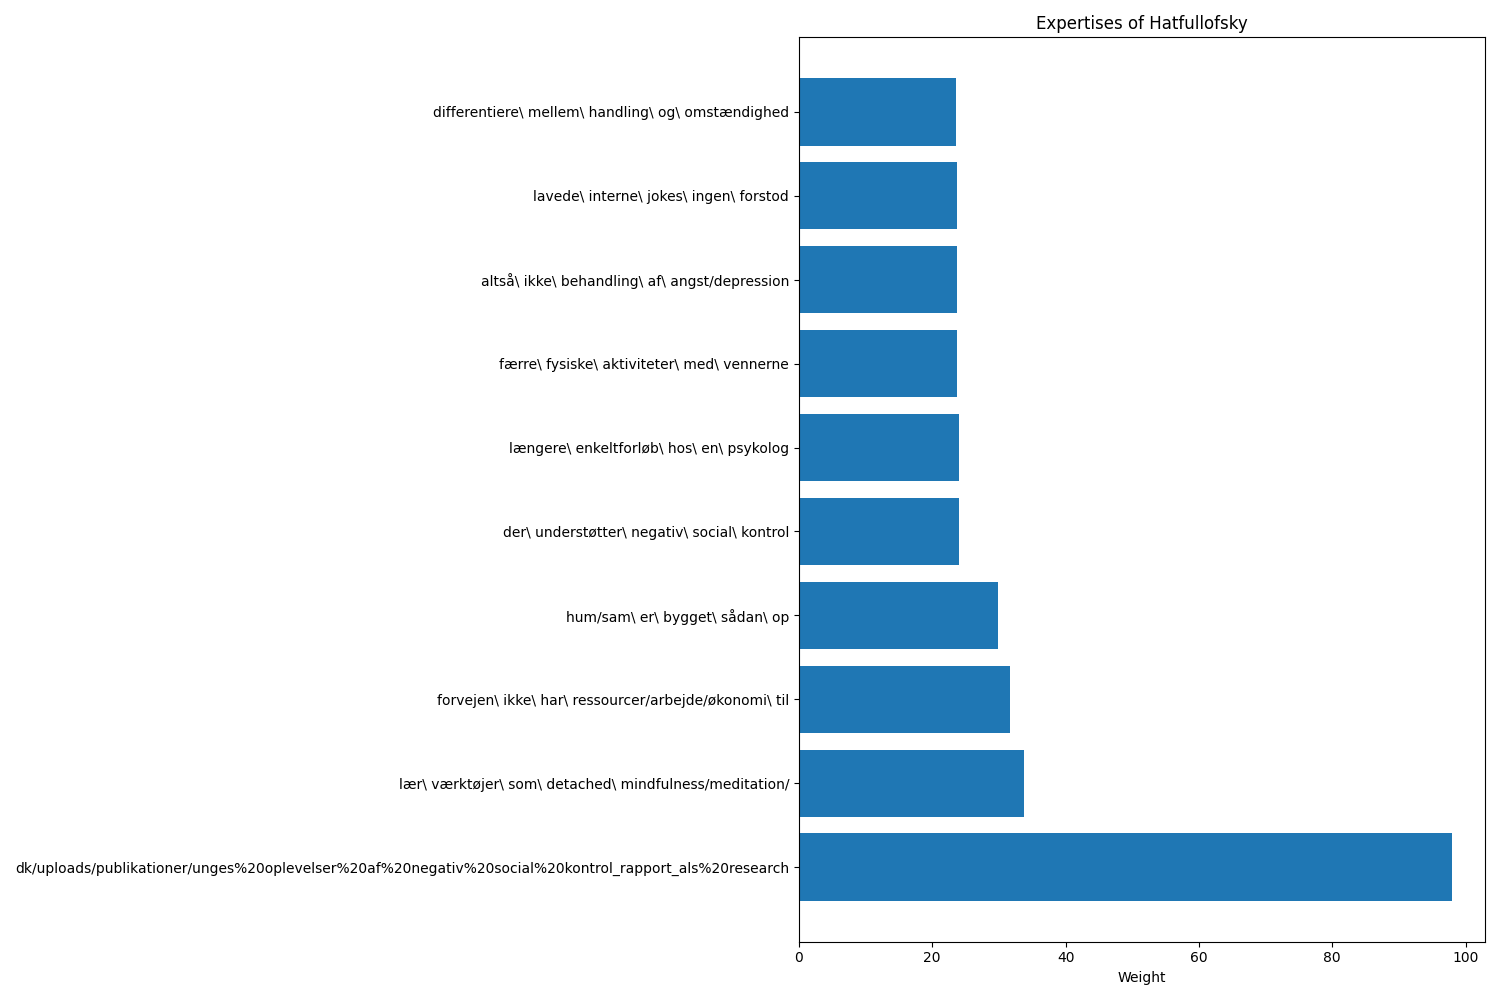 Expertises of Hatfullofsky
differentiere\ mellem\ handling\ og\ omstændighed
lavede\ interne\ jokes\ ingen\ forstod
altså\ ikke\ behandling\ af\ angst/depression
færre\ fysiske\ aktiviteter\ med\ vennerne
længere\ enkeltforløb\ hos\ en\ psykolog
der\ understøtter\ negativ\ social\ kontrol
hum/sam\ er\ bygget\ sådan\ op
forvejen\ ikke\ har\ ressourcer/arbejde/økonomi\ til
lær\ værktøjer\ som\ detached\ mindfulness/meditation/
dk/uploads/publikationer/unges%20oplevelser%20af%20negativ%20social%20kontrol_rapport_als%20research
0 20 40 60 80 100
Weight